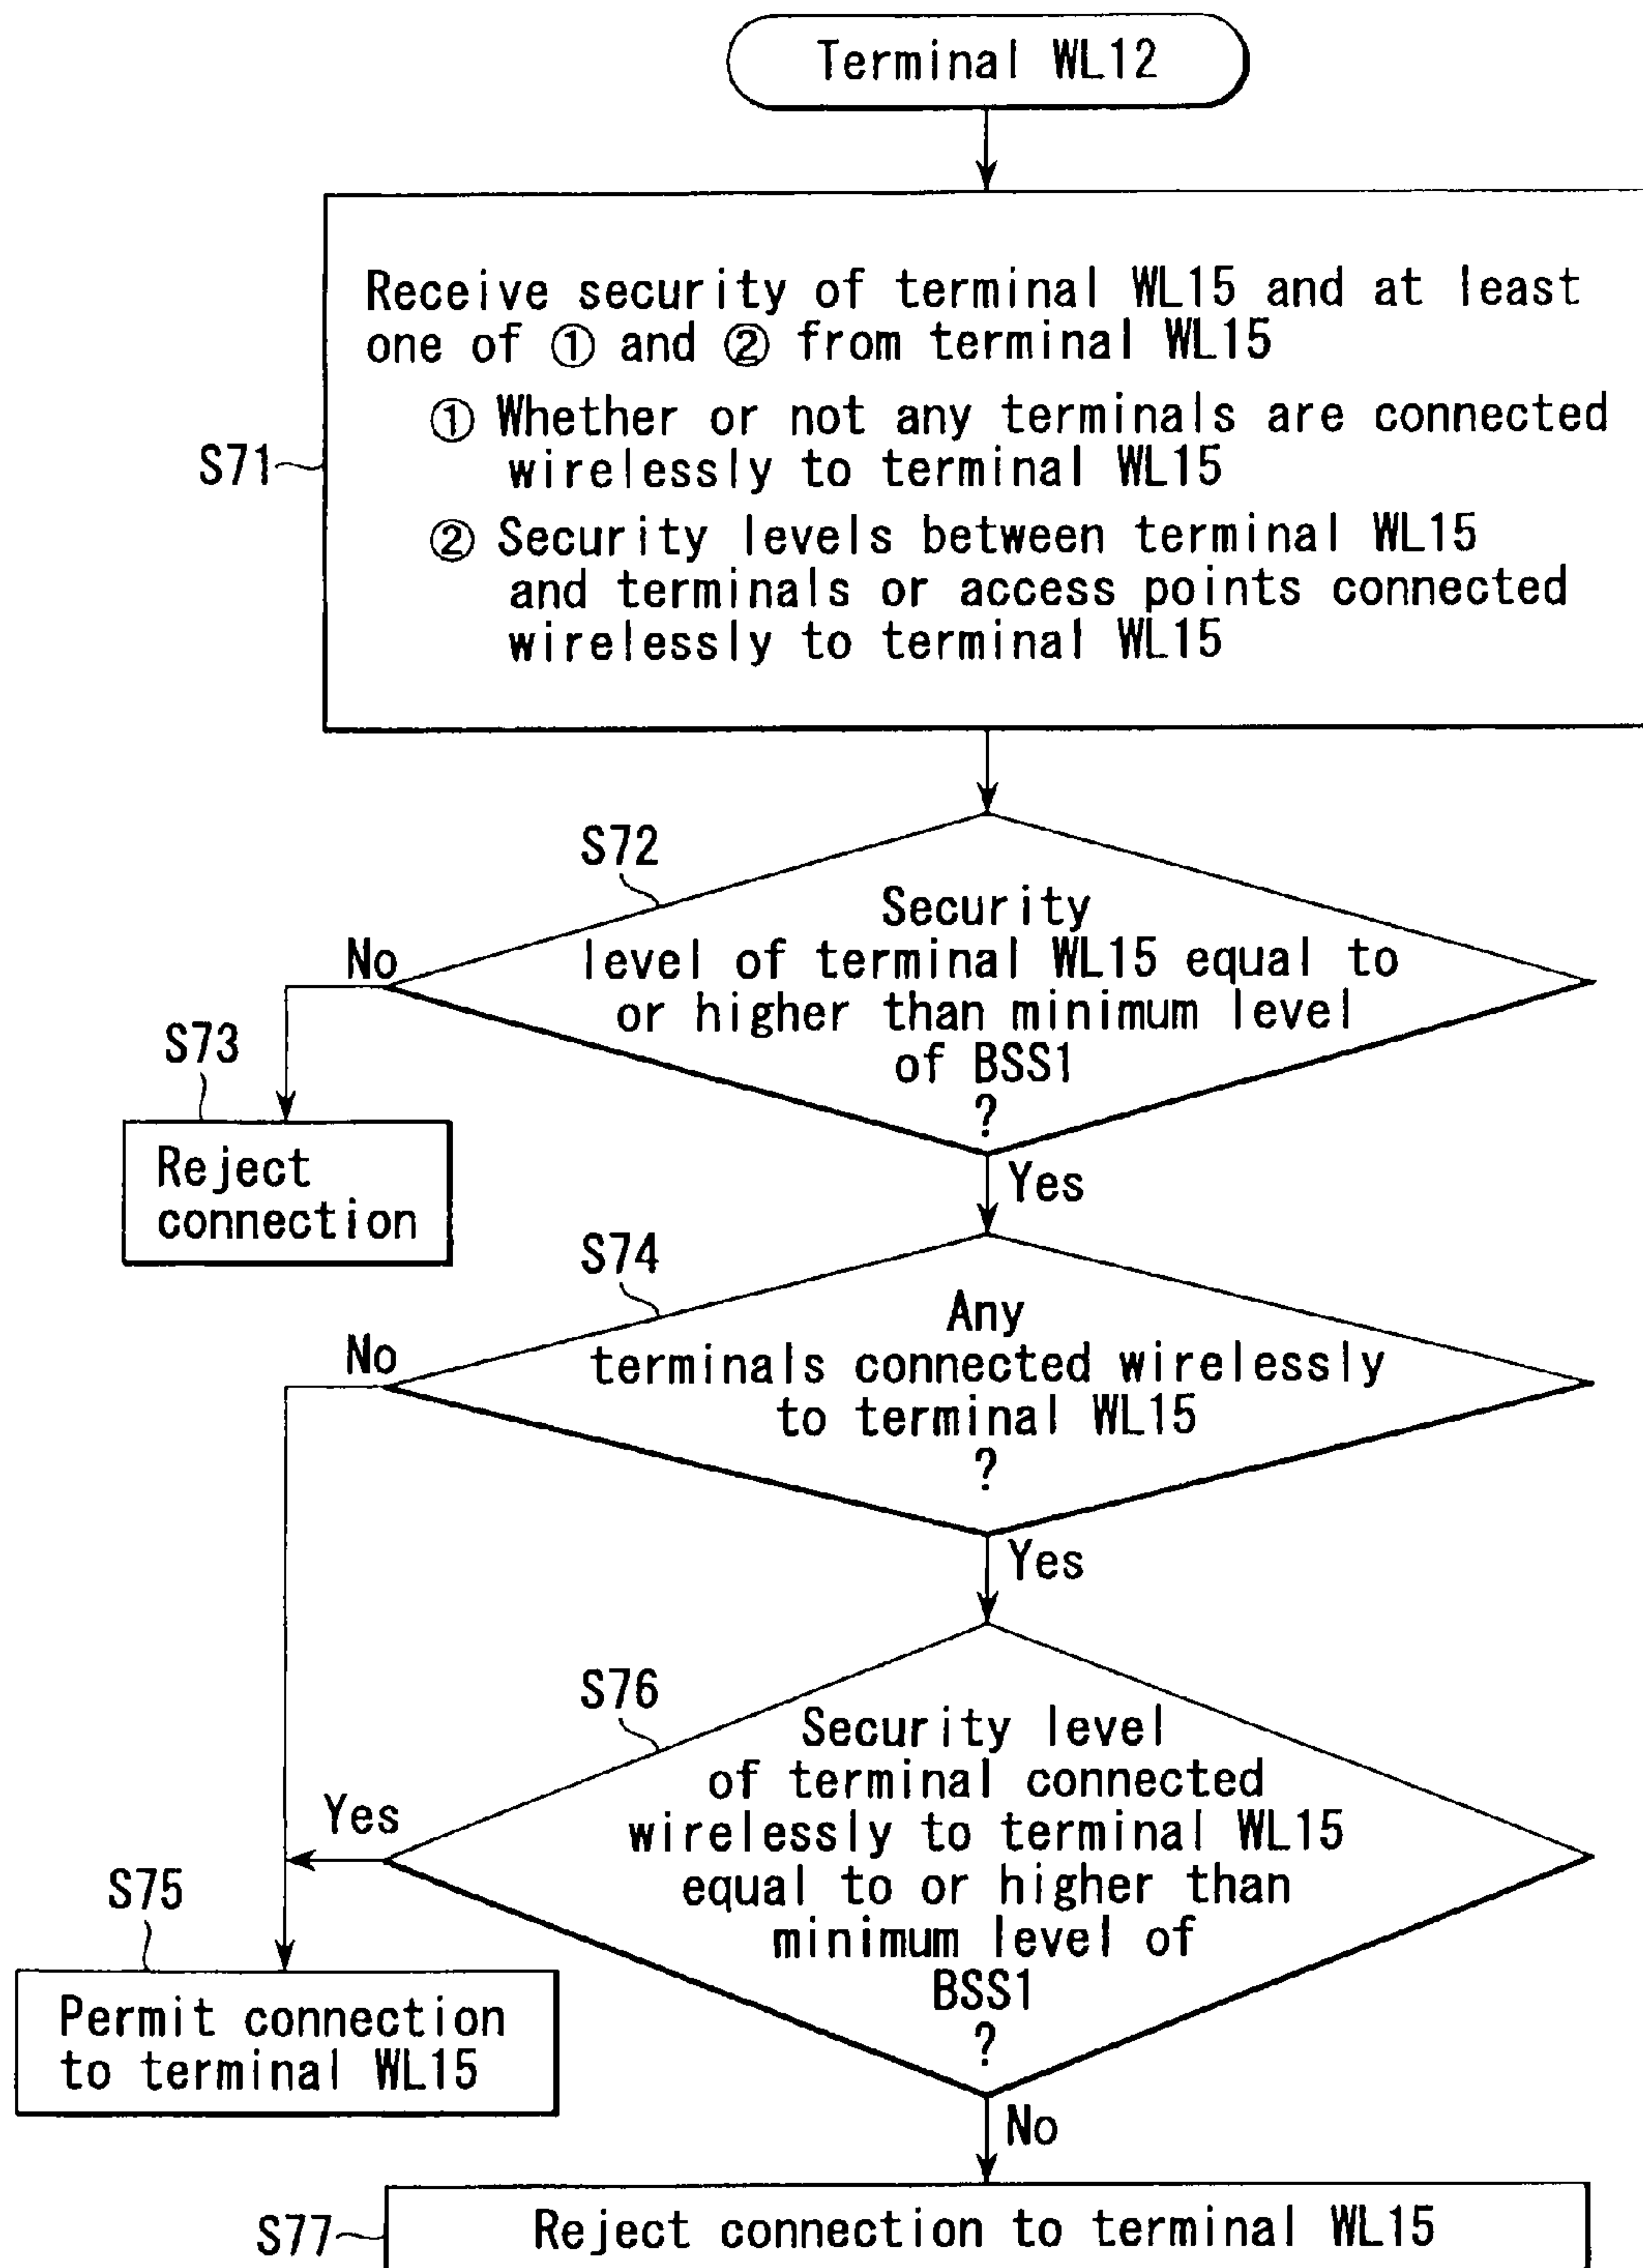 Terminal WL12
Receive security of terminal WL15 and at least
one of ① and ② from terminal WL15
① Whether or not any terminals are connected
wirelessly to terminal WL15
S71
② Security levels between terminal WL15
and terminals or access points connected
wirelessly to terminal WL15
S72
Security
level of terminal WL15 equal to
or higher than minimum level
of BSS1
?
No
S73
Reject
connection
Yes
S74
Any
terminals connected wirelessly
to terminal WL15
?
No
Yes
S76
Security level
of terminal connected
wirelessly to terminal WL15
equal to or higher than
minimum level of
BSS1
?
Yes
S75
Permit connection
to terminal WL15
No
S77
Reject connection to terminal WL15